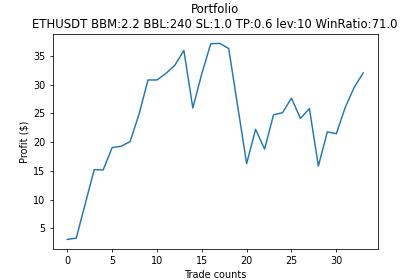 Portfolio
ETHUSDT BBM:2.2 BBL:240 SL:1.0 TP:0.6 lev:10 WinRatio:71.0
35
30
25
20
15
10
5
Profit ($)
0 5 10 15 20 25 30
Trade counts